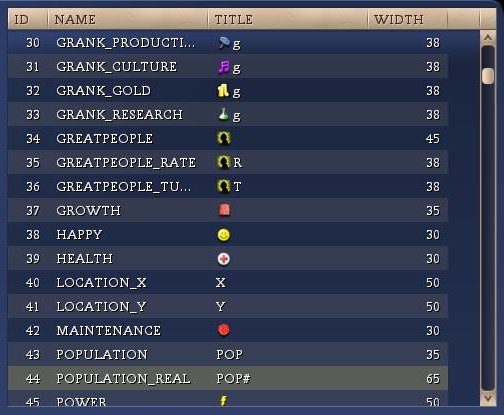 ID NAME TITLE WIDTH
30 GRANK_PRODUCTI... g 38
31 GRANK_CULTURE g 38
32 GRANK_GOLD g 38
33 GRANK_RESEARCH g 38
34 GREATPEOPLE 45
35 GREATPEOPLE_RATE R 38
36 GREATPEOPLE_TU... T 38
37 GROWTH 35
38 HAPPY 30
39 HEALTH 30
40 LOCATION_X X 50
41 LOCATION_Y Y 50
42 MAINTENANCE 30
43 POPULATION POP 35
44 POPULATION_REAL POP# 65
45 POWER 50